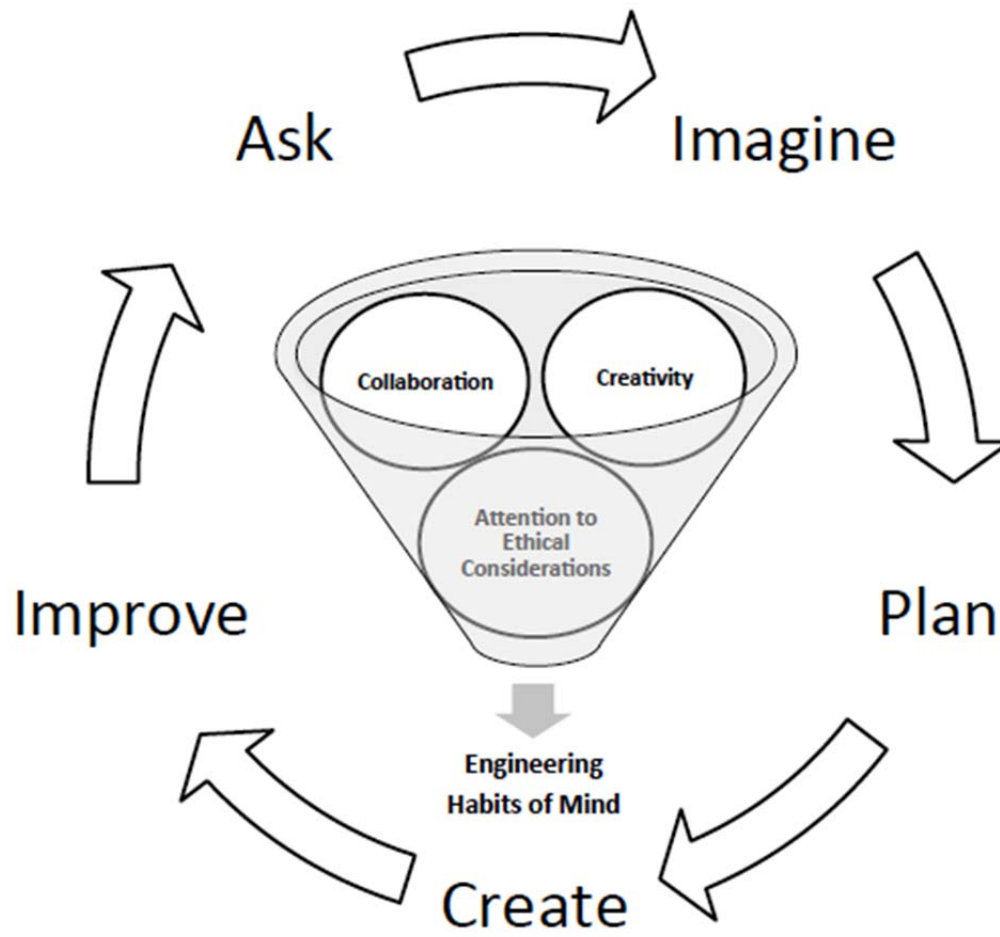 Ask
Imagine
Collaboration
Creativity
Attention to
Ethical
Considerations
Improve
Plan
Engineering
Habits of Mind
Create